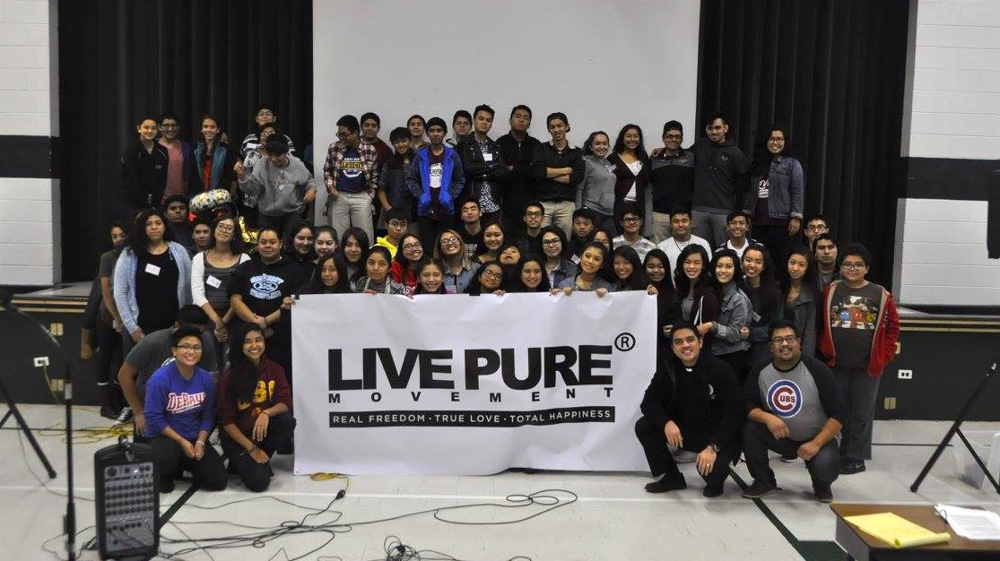 LIVE PURE®
MOVEMENT
REAL FREEDOM · TRUE LOVE · TOTAL HAPPINESS
DEPAUL
CUBS